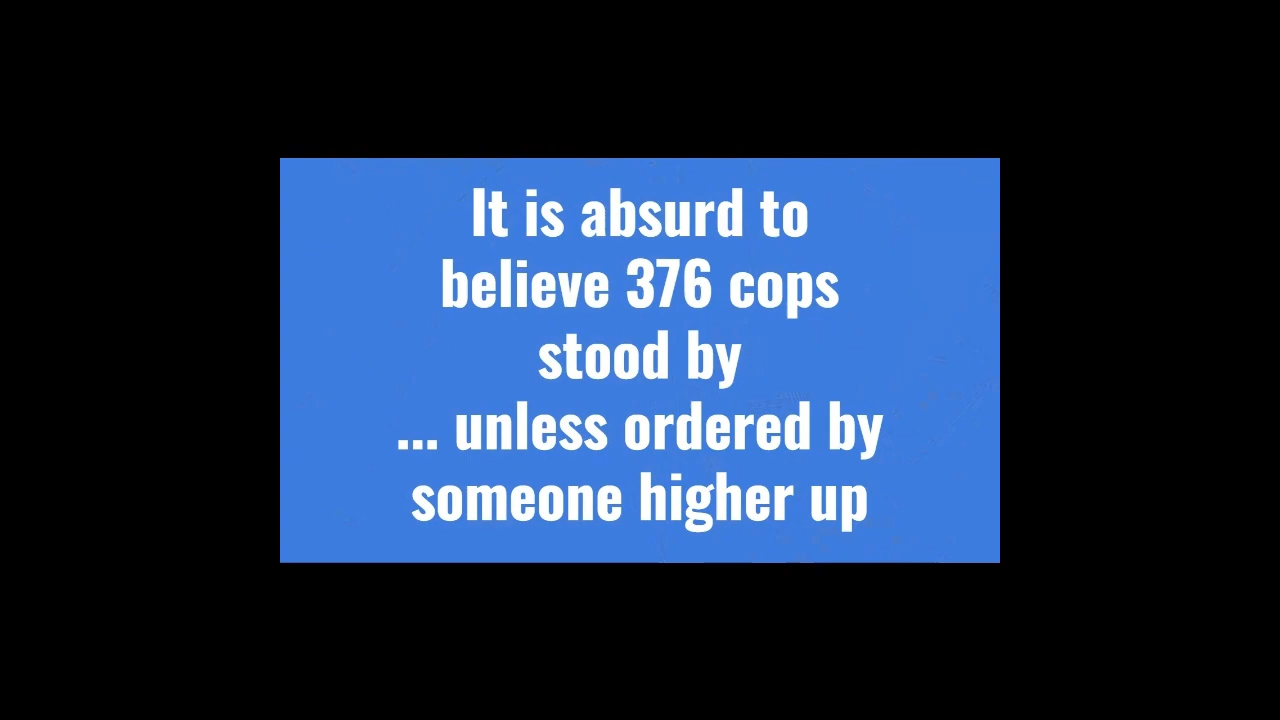 It is absurd to
believe 376 cops
stood by
... unless ordered by
someone higher up